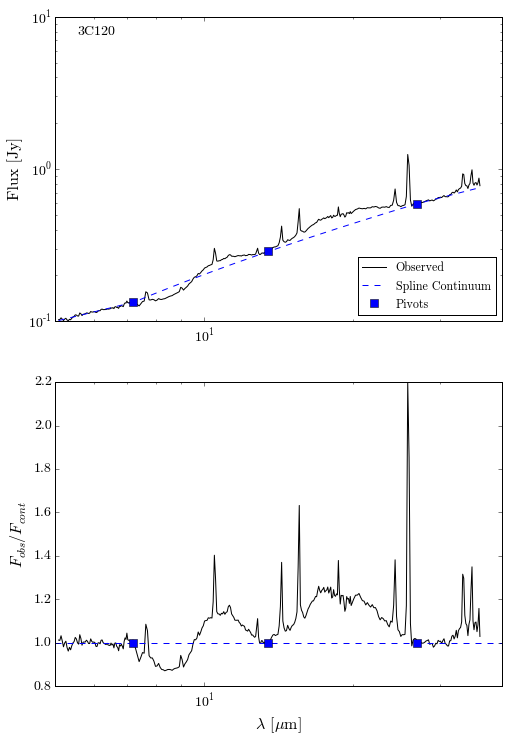 3C120
10^1
10^0
10^-1
Flux [Jy]
Observed
Spline Continuum
Pivots
10^1
2.2
2.0
1.8
1.6
1.4
1.2
1.0
0.8
F_obs/F_cont
10^1
λ [μm]